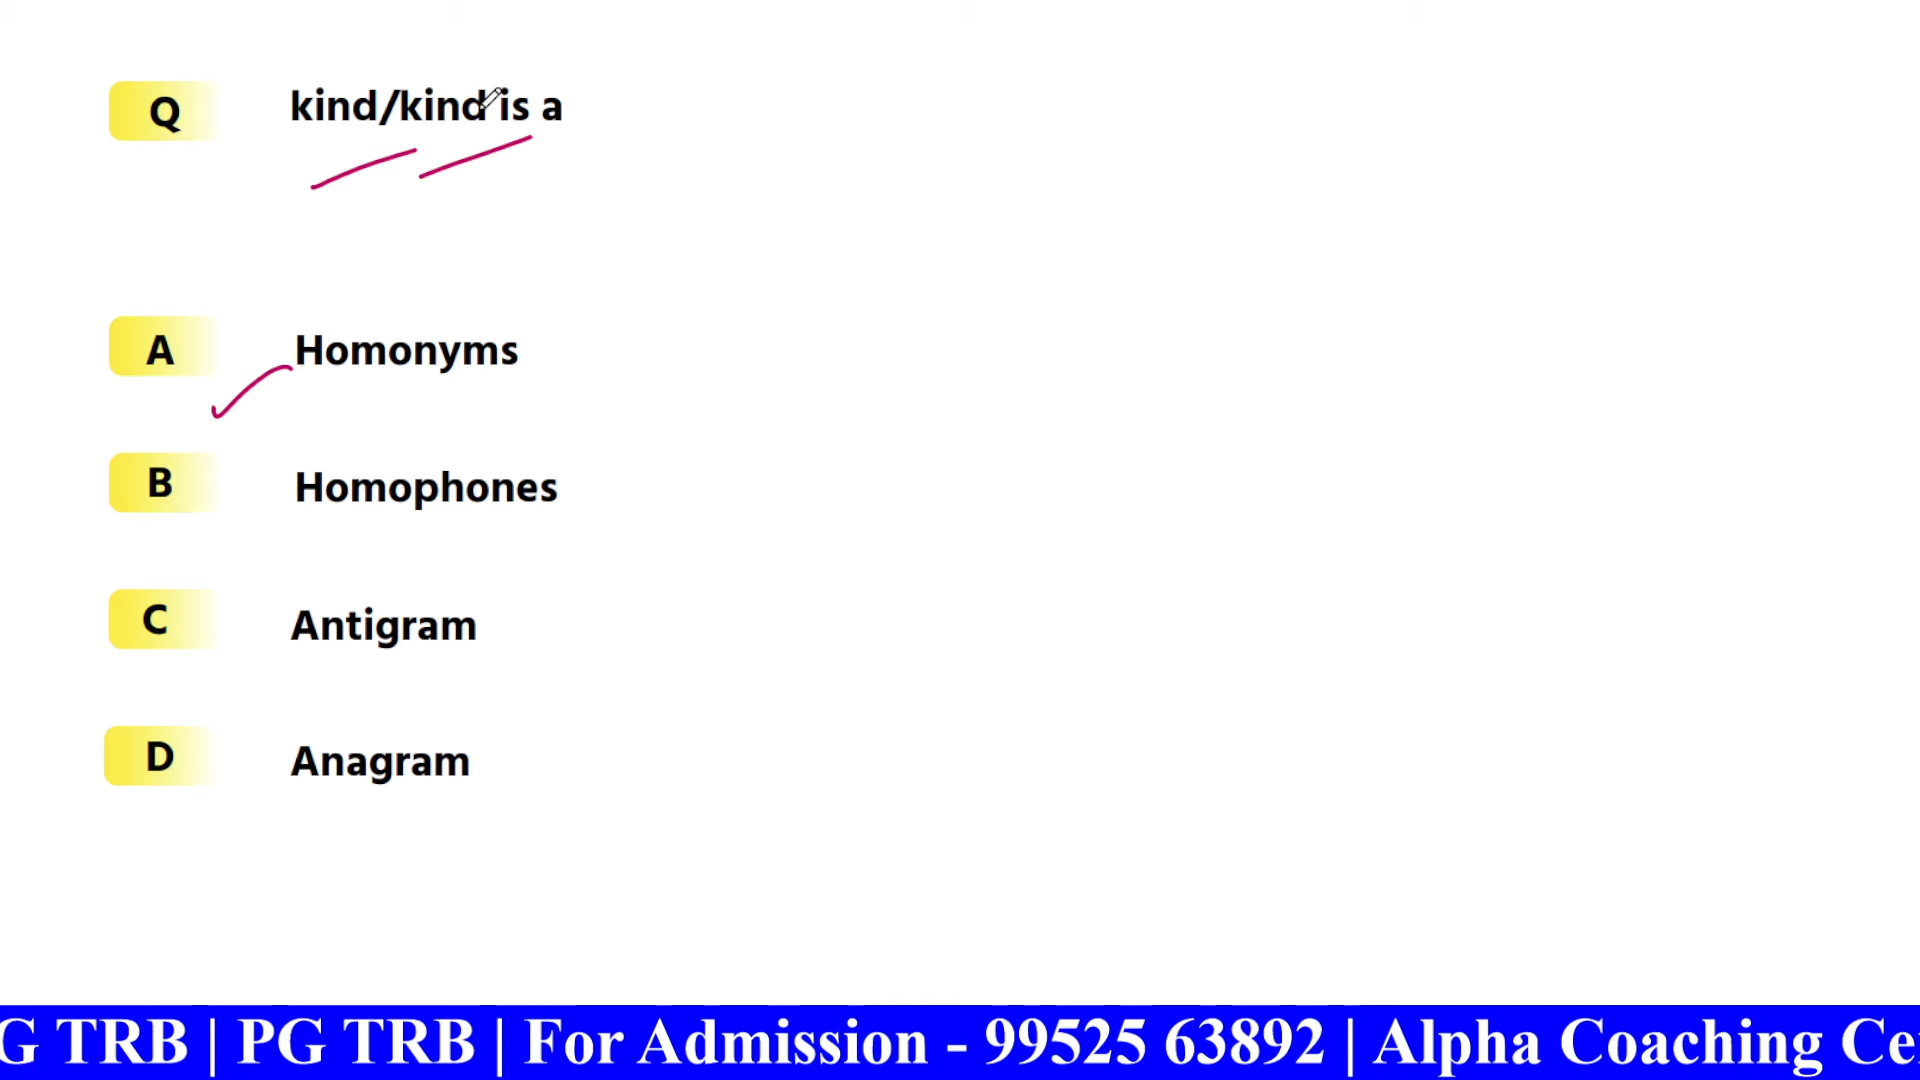 Q kind/kind is a
A Homonyms
B Homophones
C Antigram
D Anagram
G TRB | PG TRB | For Admission - 99525 63892 | Alpha Coaching Ce